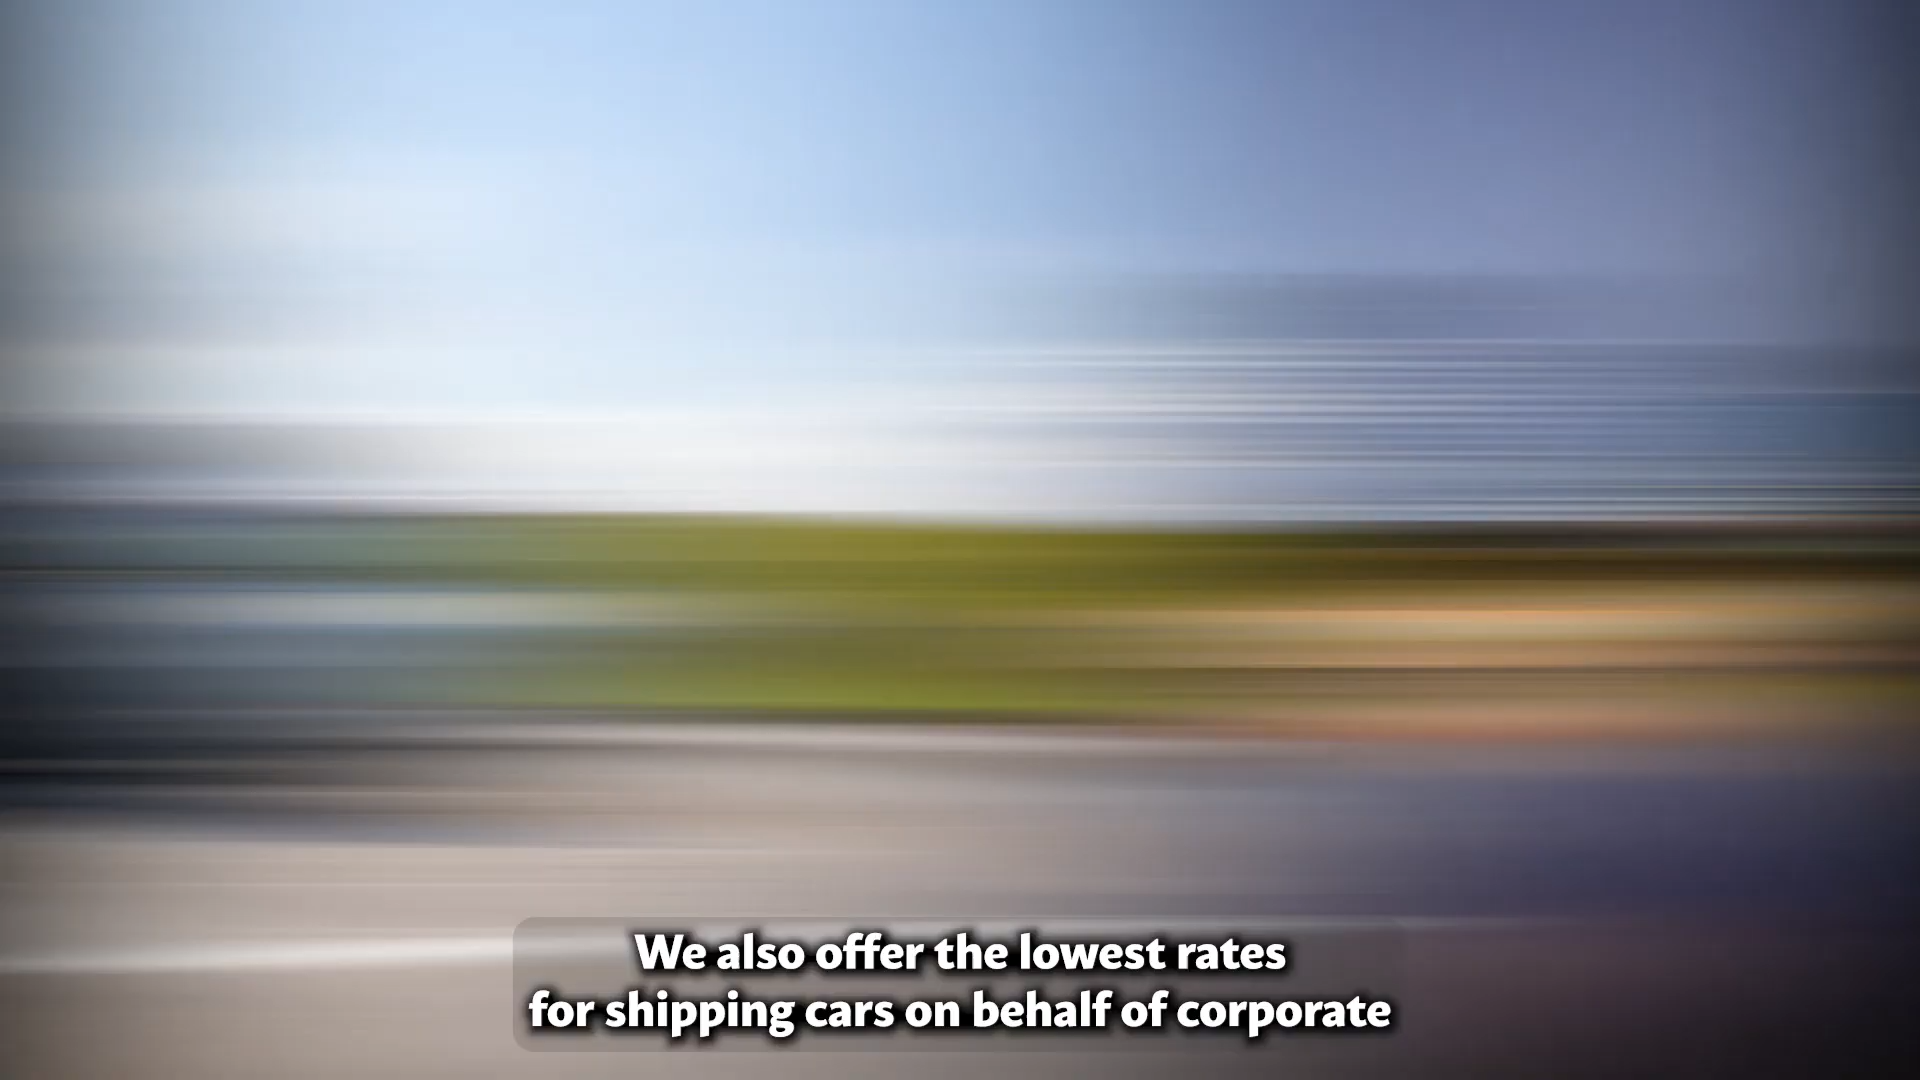 We also offer the lowest rates
for shipping cars on behalf of corporate